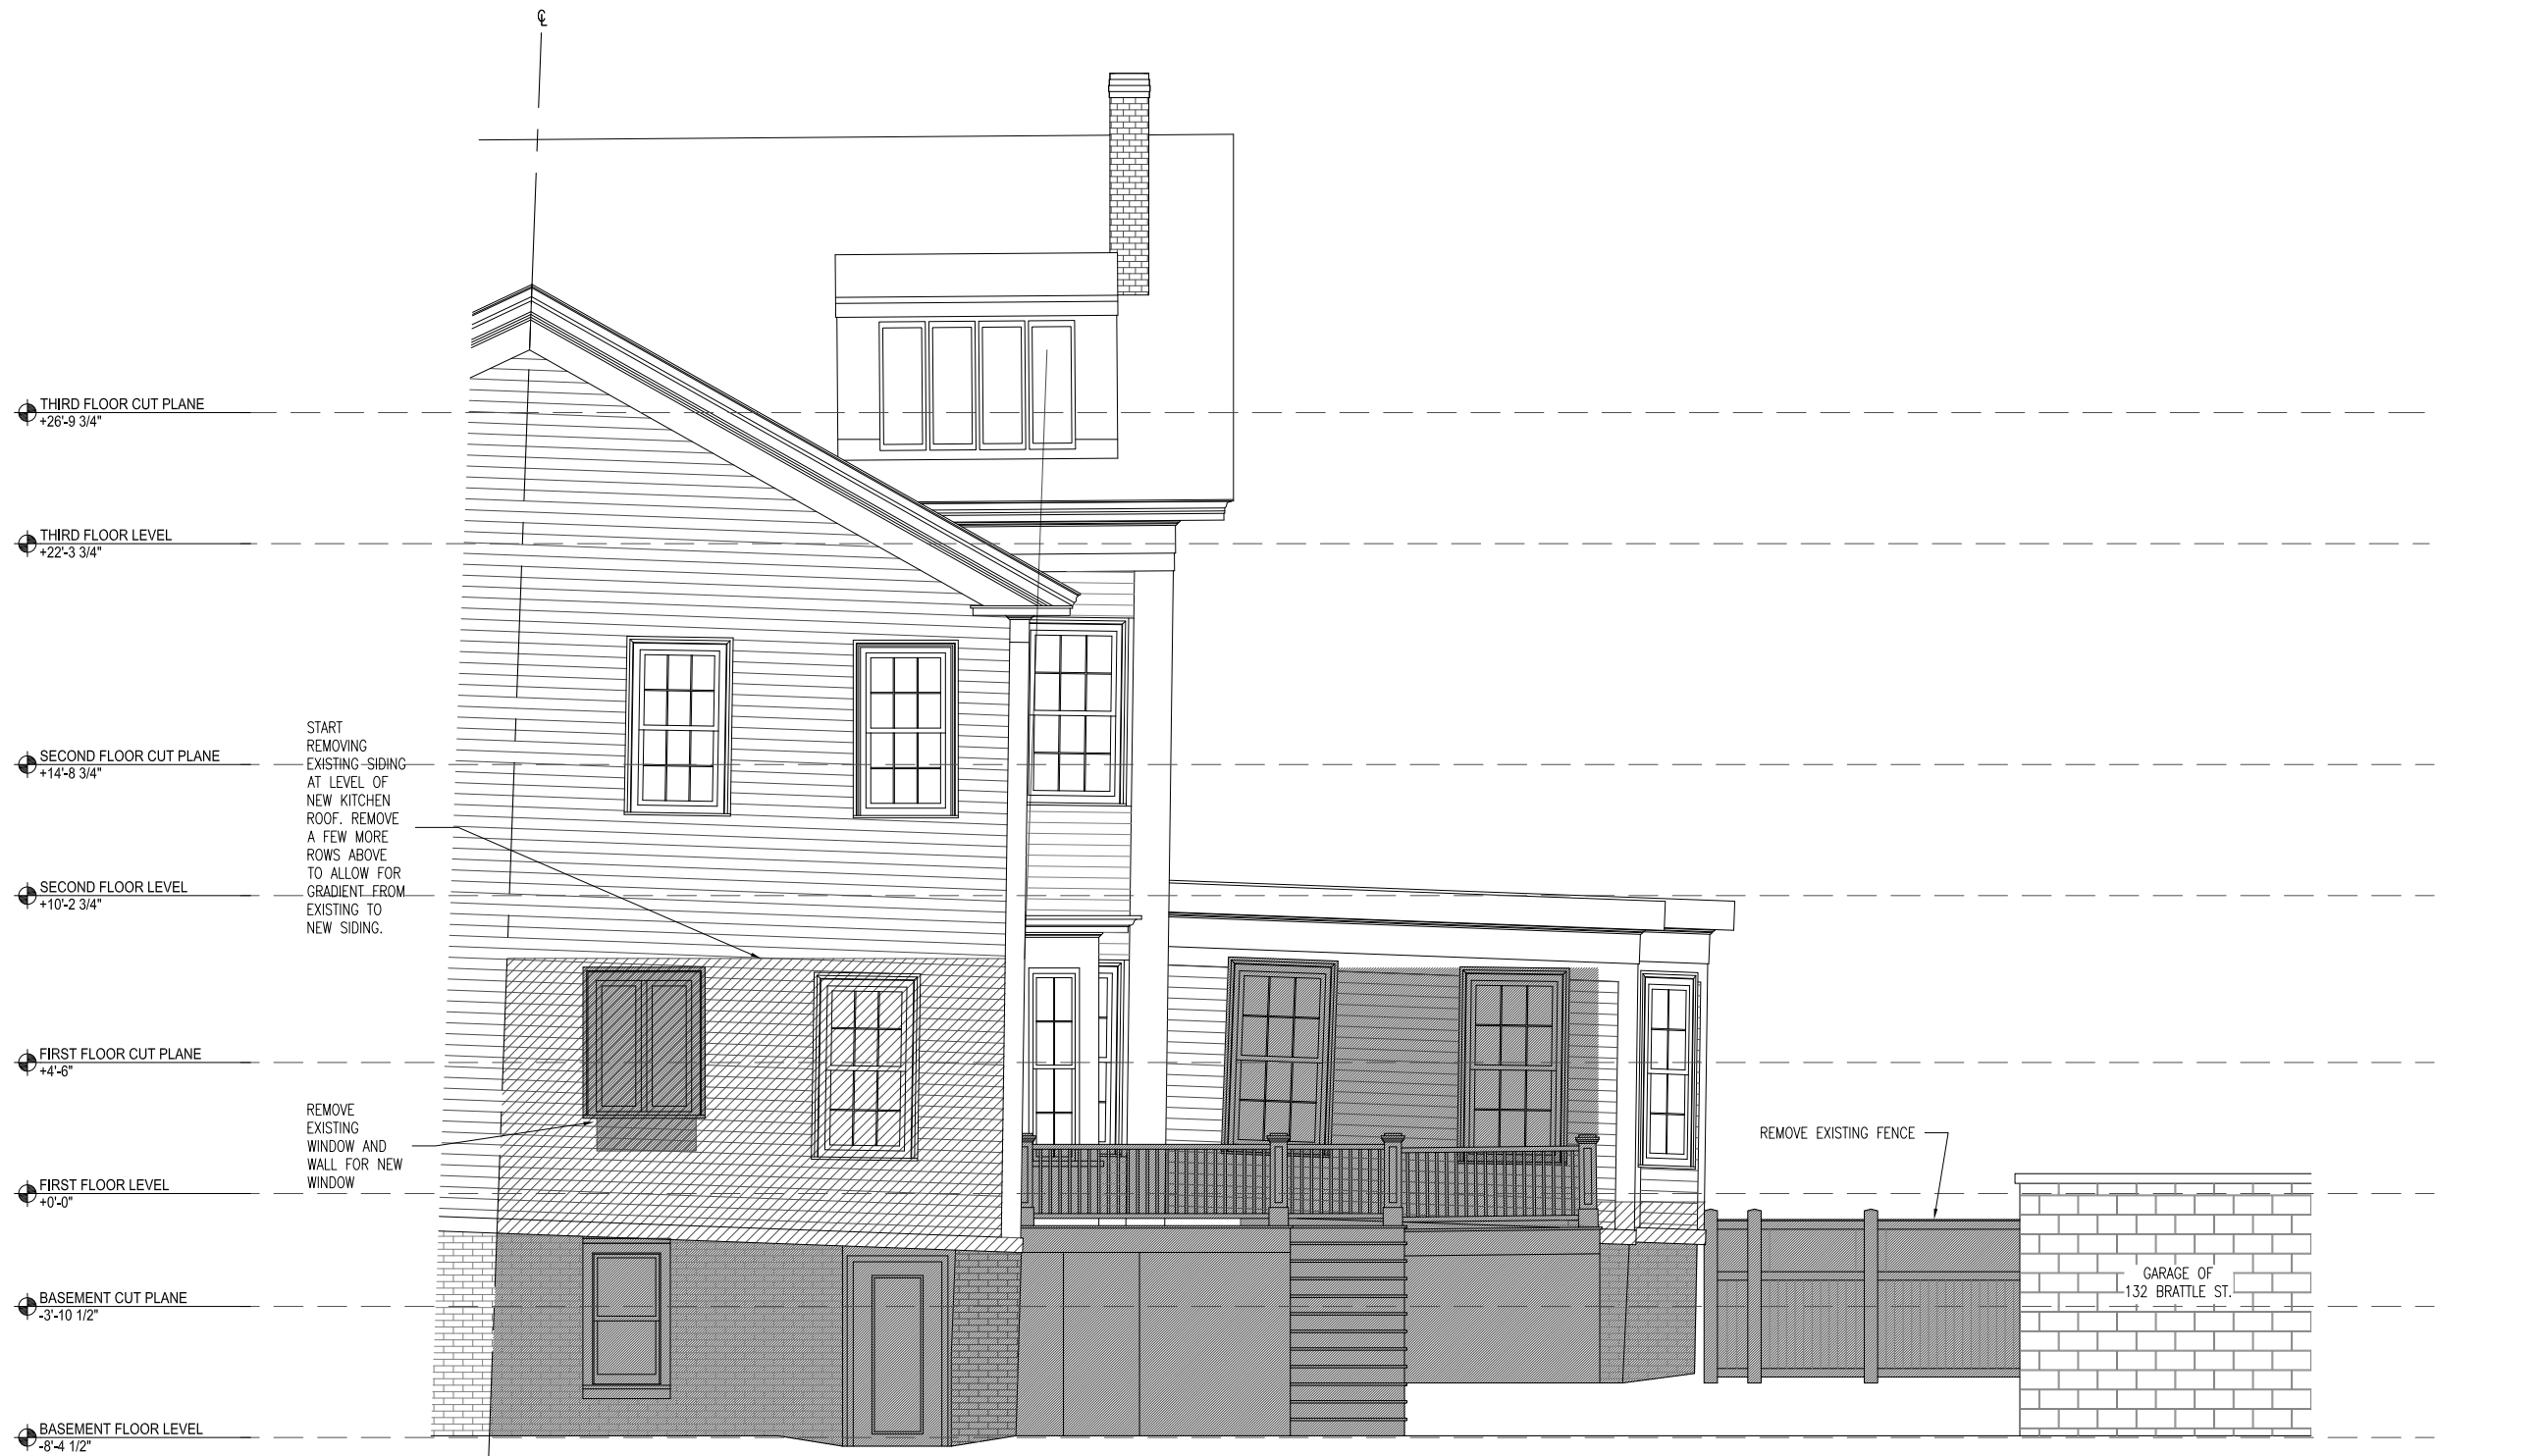 ℄
THIRD FLOOR CUT PLANE
+26'-9 3/4"
THIRD FLOOR LEVEL
+22'-3 3/4"
SECOND FLOOR CUT PLANE
+14'-8 3/4"
SECOND FLOOR LEVEL
+10'-2 3/4"
FIRST FLOOR CUT PLANE
+4'-6"
FIRST FLOOR LEVEL
+0'-0"
BASEMENT CUT PLANE
-3'-10 1/2"
BASEMENT FLOOR LEVEL
-8'-4 1/2"
START
REMOVING
EXISTING SIDING
AT LEVEL OF
NEW KITCHEN
ROOF. REMOVE
A FEW MORE
ROWS ABOVE
TO ALLOW FOR
GRADIENT FROM
EXISTING TO
NEW SIDING.
REMOVE
EXISTING
WINDOW AND
WALL FOR NEW
WINDOW
REMOVE EXISTING FENCE
GARAGE OF
132 BRATTLE ST.